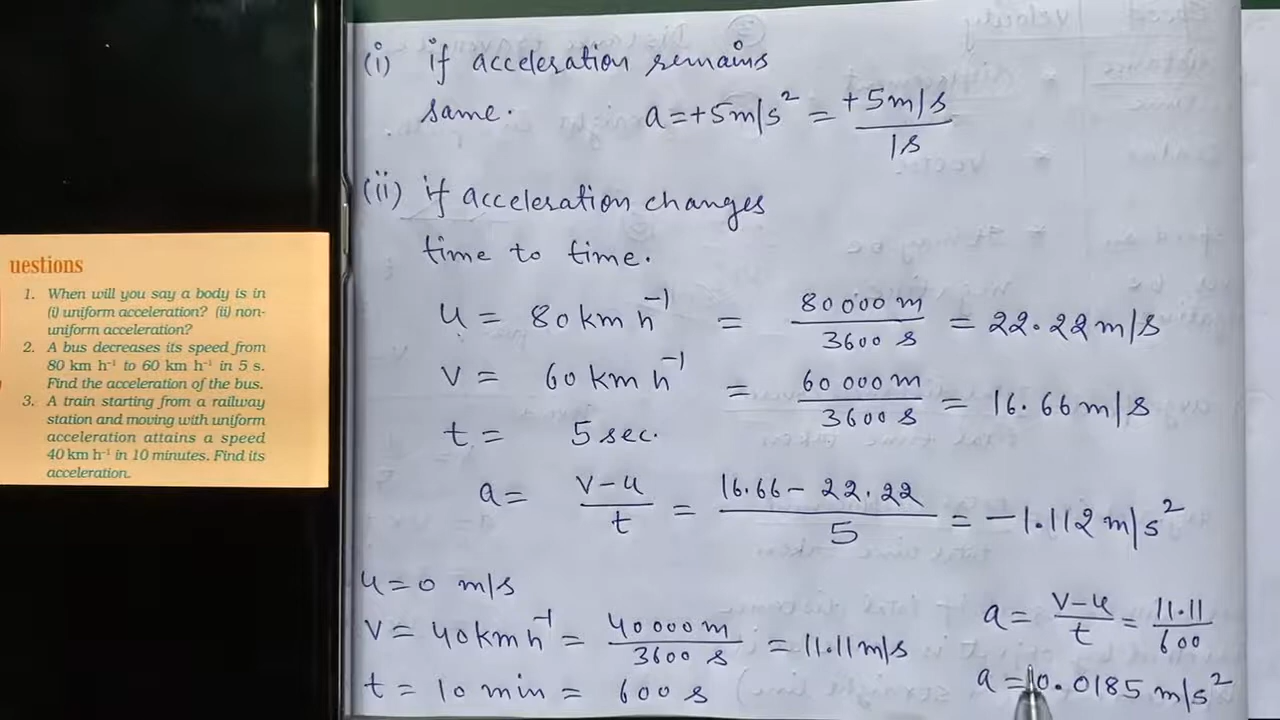 uestions
1. When will you say a body is in
(i) uniform acceleration? (ii) non-
uniform acceleration?
2. A bus decreases its speed from
80 km h⁻¹ to 60 km h⁻¹ in 5 s.
Find the acceleration of the bus.
3. A train starting from a railway
station and moving with uniform
acceleration attains a speed
40 km h⁻¹ in 10 minutes. Find its
acceleration.
(i) if acceleration remains
same. a=+5m/s² = +5m/s / 1s
(ii) if acceleration changes
time to time.
u = 80 km h⁻¹ = 80000 m / 3600 s = 22.22 m/s
v = 60 km h⁻¹ = 60000 m / 3600 s = 16.66 m/s
t = 5 sec.
a = v-u / t = 16.66 - 22.22 / 5 = -1.112 m/s²
u = 0 m/s
v = 40 km h⁻¹ = 40000 m / 3600 s = 11.11 m/s
t = 10 min = 600 s
a = v-u / t = 11.11 / 600
a = 0.0185 m/s²